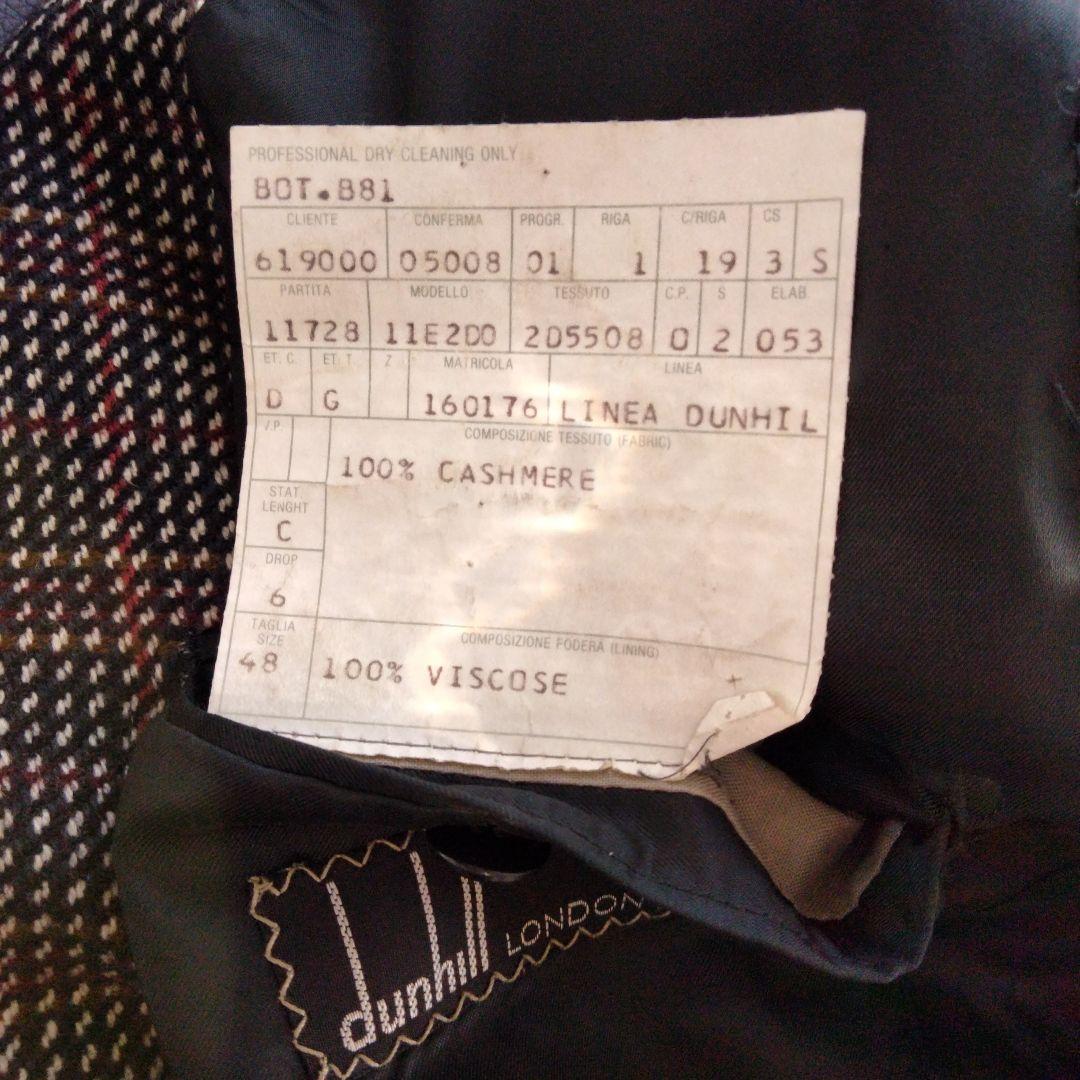 PROFESSIONAL DRY CLEANING ONLY
BOT.B81
CLIENTE CONFERMA PROGR. RIGA C/RIGA CS
619000 05008 01 1 19 3 S
PARTITA MODELLO TESSUTO C.P. S ELAB.
11728 11E2D0 2D5508 0 2 053
ET. C. ET. T. Z MATRICOLA LINEA
D G 160176 LINEA DUNHIL
/.P. COMPOSIZIONE TESSUTO (FABRIC)
100% CASHMERE
STAT.
LENGHT
C
DROP
6
TAGLIA
SIZE
48
COMPOSIZIONE FODERA (LINING)
100% VISCOSE
dunhill LONDON